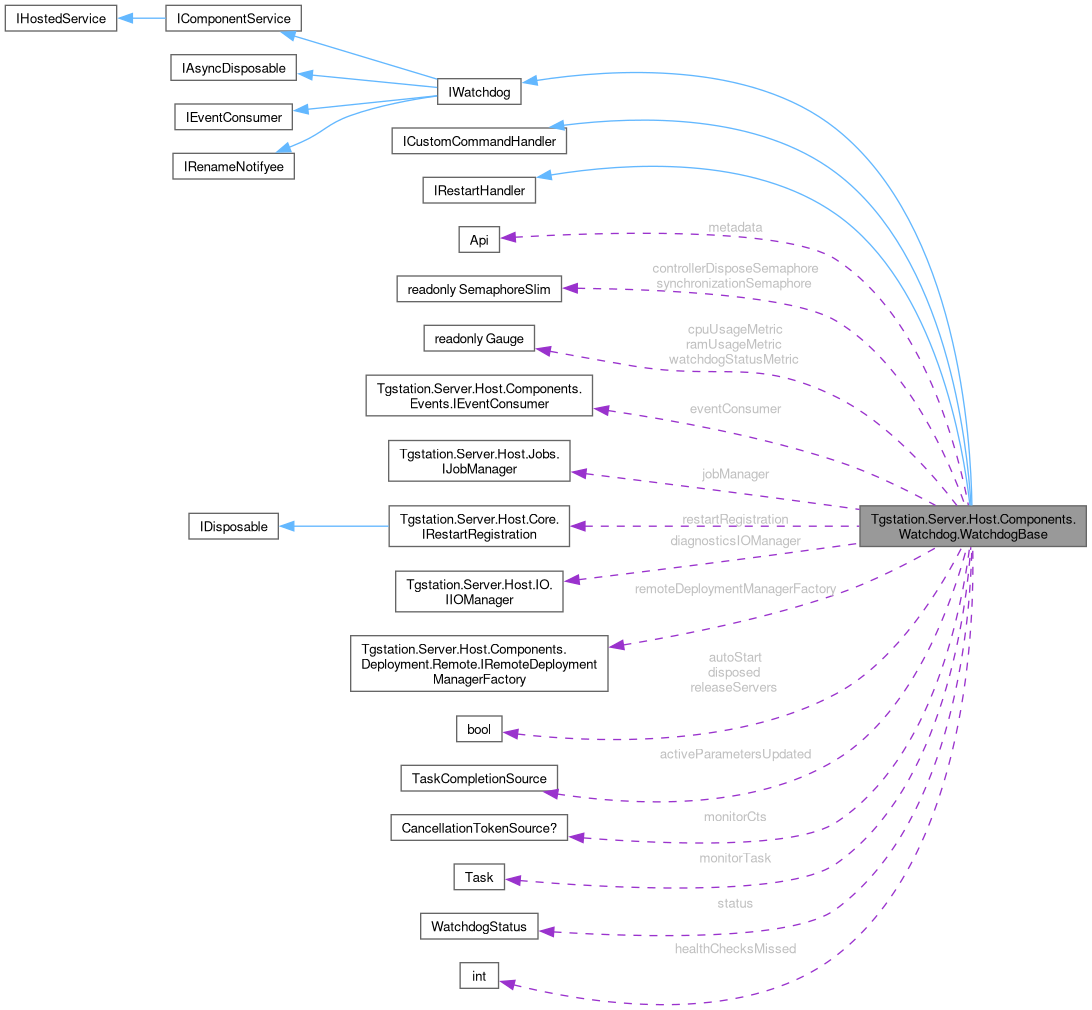 IHostedService
IComponentService
IAsyncDisposable
IWatchdog
IEventConsumer
ICustomCommandHandler
IRenameNotifyee
IRestartHandler
metadata
Api
controllerDisposeSemaphore
synchronizationSemaphore
readonly SemaphoreSlim
cpuUsageMetric
ramUsageMetric
watchdogStatusMetric
readonly Gauge
Tgstation.Server.Host.Components.
Events.IEventConsumer
eventConsumer
Tgstation.Server.Host.Jobs.
IJobManager
jobManager
IDisposable
Tgstation.Server.Host.Core.
IRestartRegistration
restartRegistration
Tgstation.Server.Host.Components.
Watchdog.WatchdogBase
diagnosticsIOManager
Tgstation.Server.Host.IO.
IIOManager
remoteDeploymentManagerFactory
Tgstation.Server.Host.Components.
Deployment.Remote.IRemoteDeployment
ManagerFactory
autoStart
disposed
releaseServers
bool
activeParametersUpdated
TaskCompletionSource
monitorCts
CancellationTokenSource?
monitorTask
Task
status
WatchdogStatus
healthChecksMissed
int